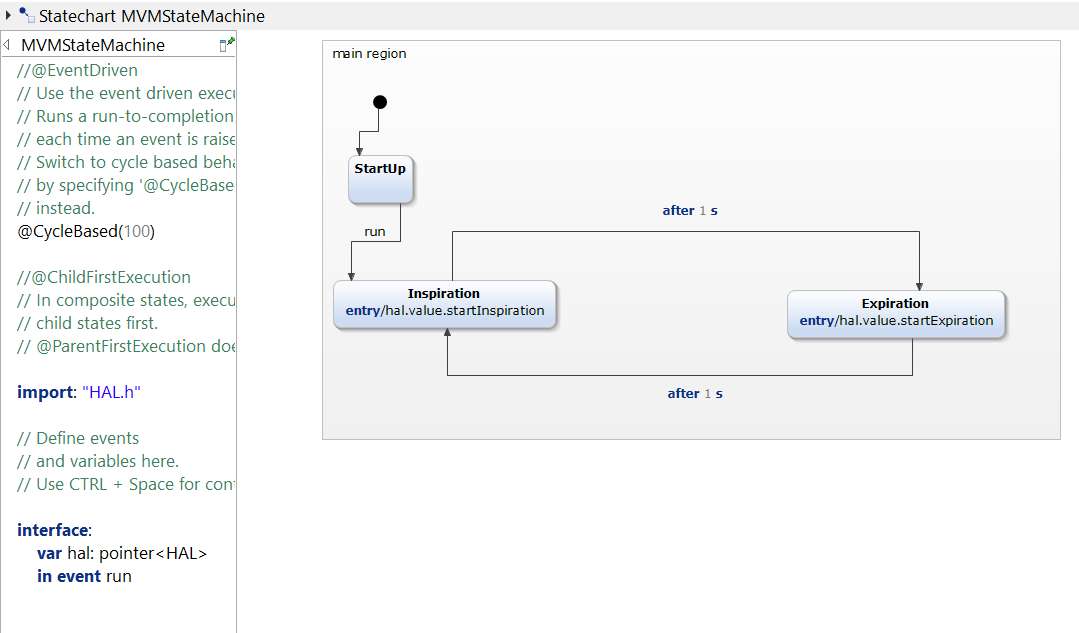 Statechart MVMStateMachine
MVMStateMachine
//@EventDriven
// Use the event driven execu
// Runs a run-to-completion
// each time an event is raise
// Switch to cycle based beha
// by specifying '@CycleBase
// instead.
@CycleBased(100)
//@ChildFirstExecution
// In composite states, execu
// child states first.
// @ParentFirstExecution doe
import: "HAL.h"
// Define events
// and variables here.
// Use CTRL + Space for cont
interface:
var hal: pointer<HAL>
in event run
main region
StartUp
run
after 1 s
Inspiration
entry/hal.value.startInspiration
Expiration
entry/hal.value.startExpiration
after 1 s